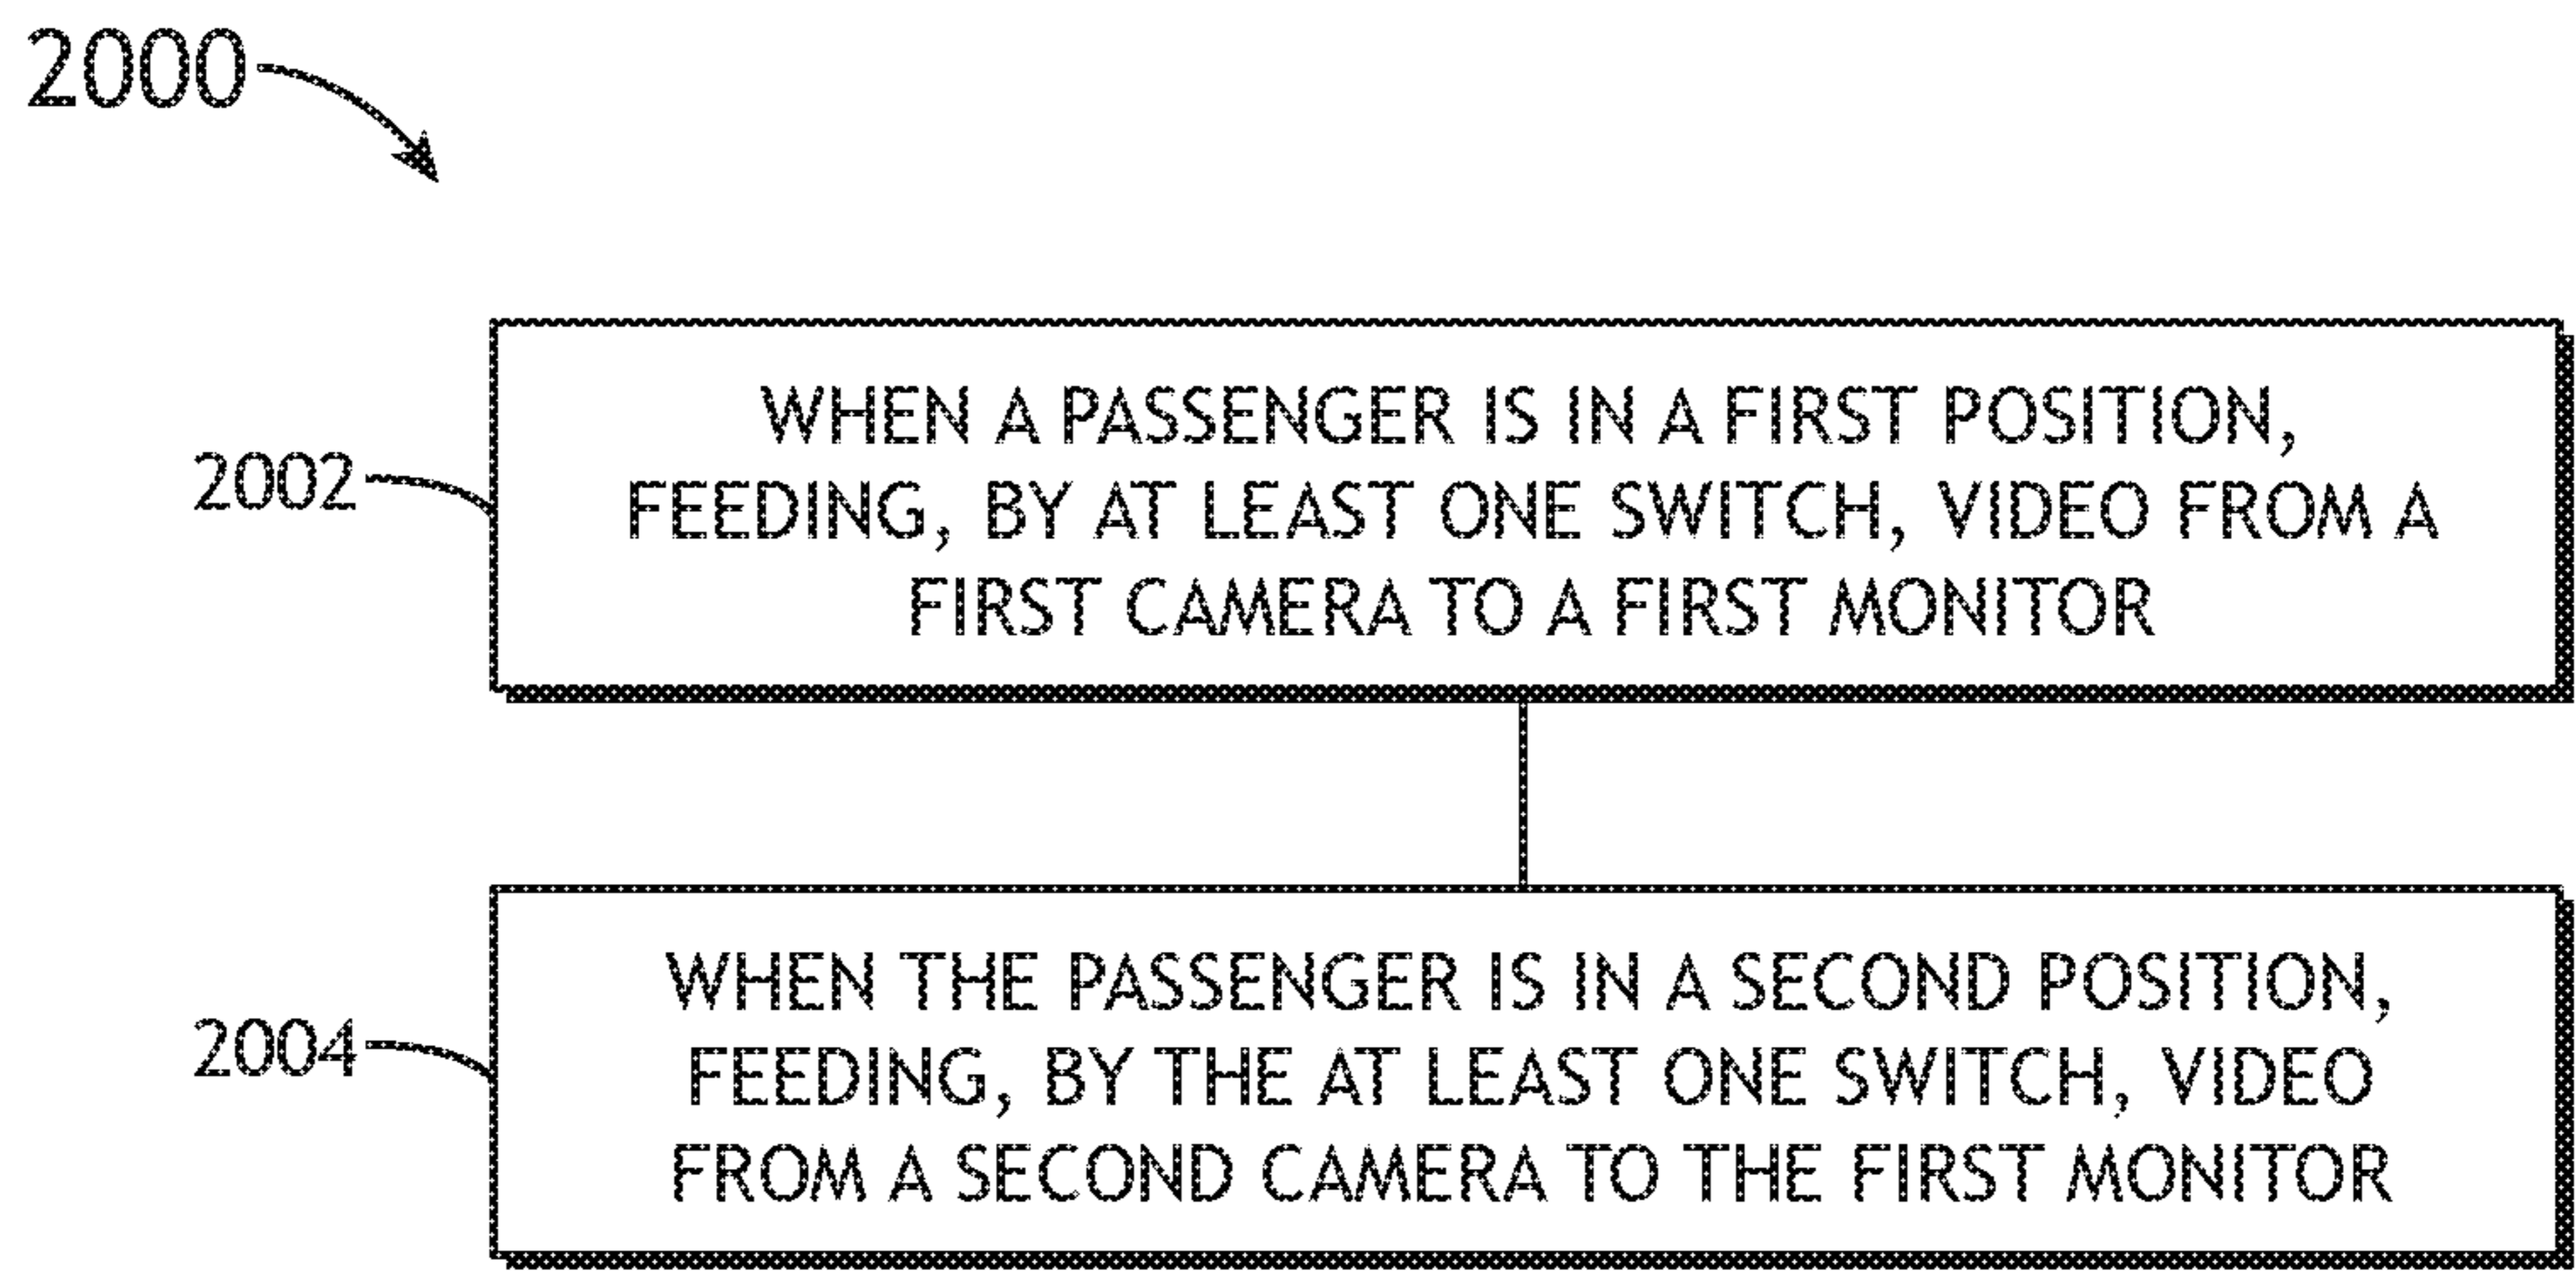 2000
2002
WHEN A PASSENGER IS IN A FIRST POSITION,
FEEDING, BY AT LEAST ONE SWITCH, VIDEO FROM A
FIRST CAMERA TO A FIRST MONITOR
2004
WHEN THE PASSENGER IS IN A SECOND POSITION,
FEEDING, BY THE AT LEAST ONE SWITCH, VIDEO
FROM A SECOND CAMERA TO THE FIRST MONITOR